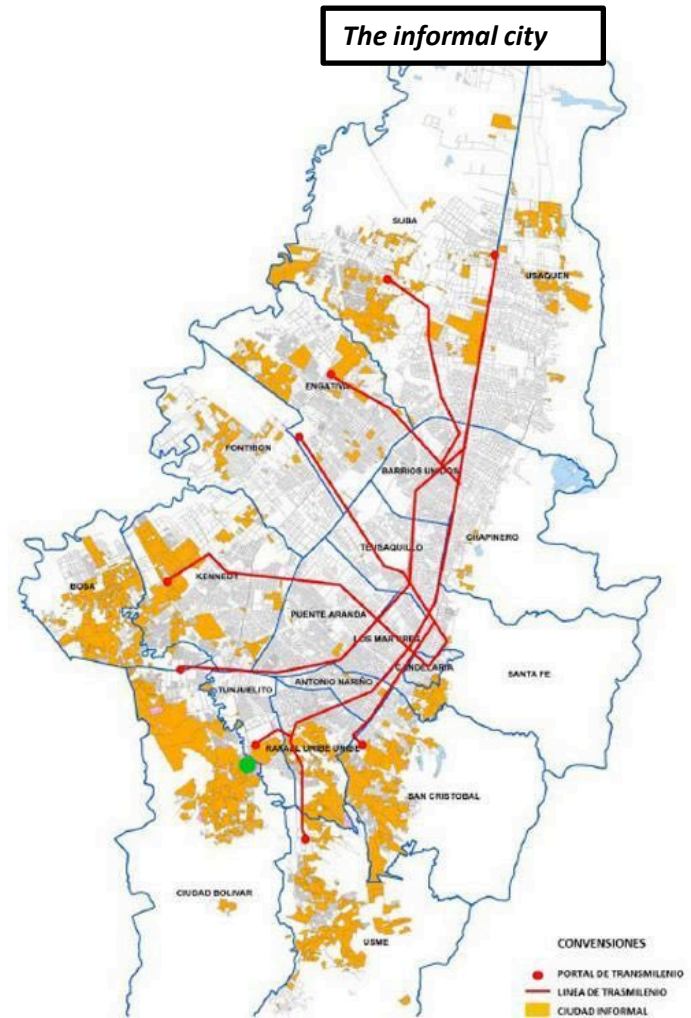 The informal city
SUBA
USAQUEN
ENGATIVA
FONTIBON
BARRIOS UNIDOS
CHAPINERO
TEUSAQUILLO
BOSA
KENNEDY
PUENTE ARANDA
LOS MARTIRES
CANDELARIA
SANTA FE
ANTONIO NARIÑO
TUNJUELITO
RAFAEL URIBE URIBE
SAN CRISTOBAL
CIUDAD BOLIVAR
USME
CONVENSIONES
PORTAL DE TRANSMILENIO
LINEA DE TRASMILENIO
CIUDAD INFORMAL